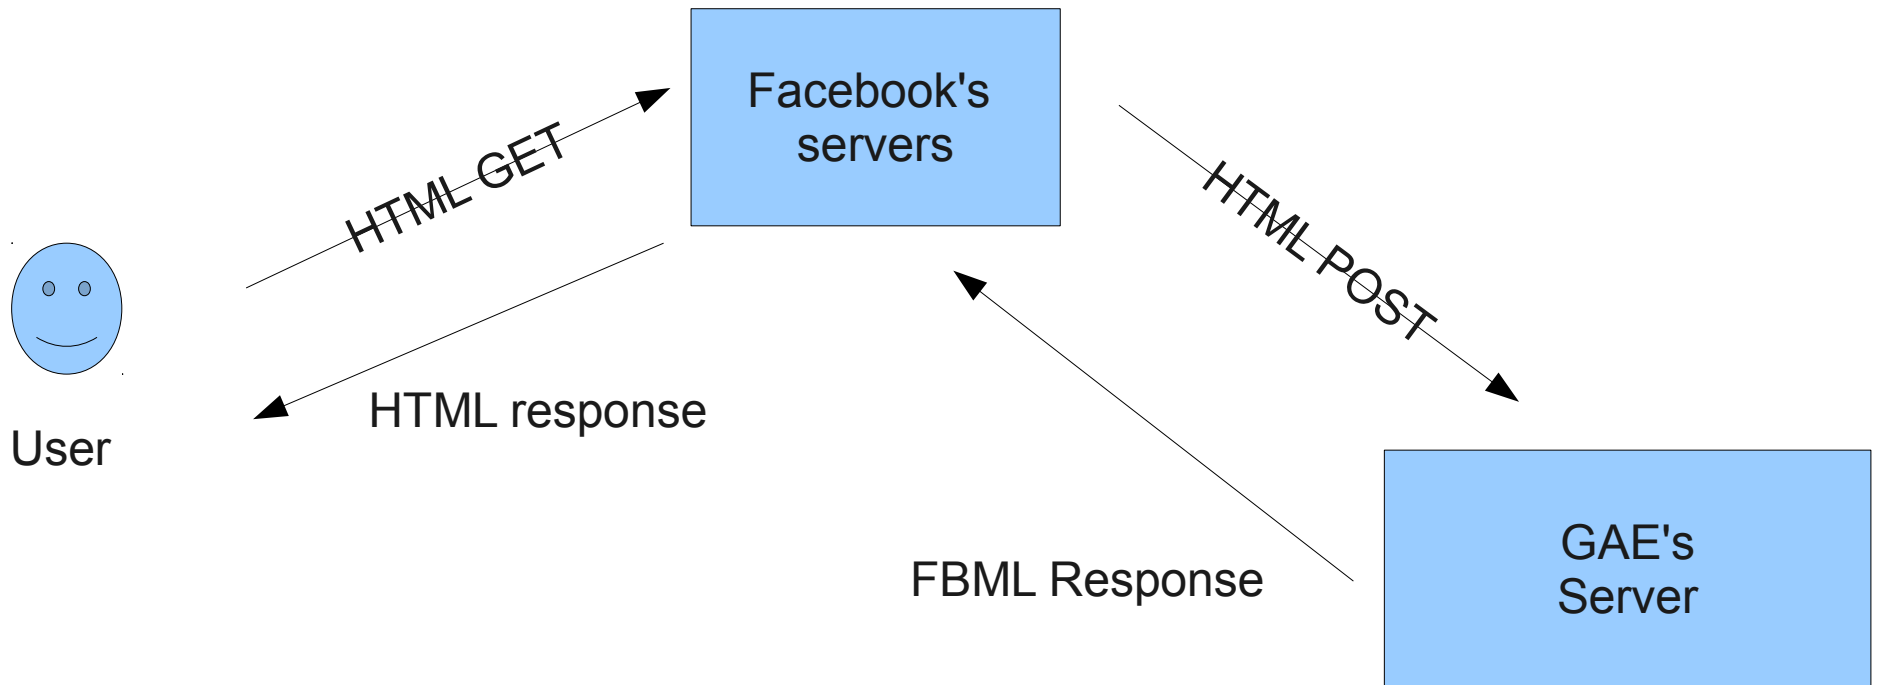 Facebook's
servers
HTML GET
HTML POST
HTML response
User
FBML Response
GAE's
Server